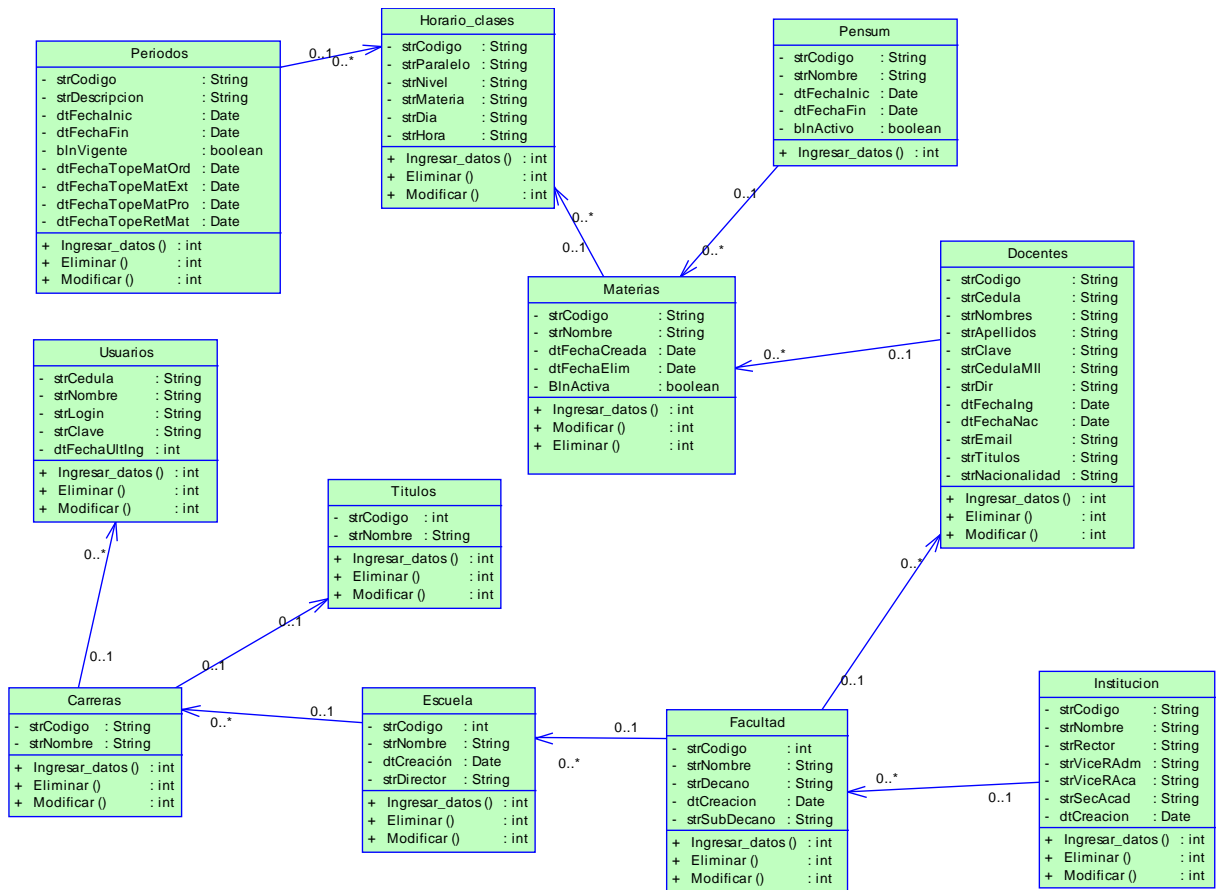 Horario_clases
- strCodigo : String
- strParalelo : String
- strNivel : String
- strMateria : String
- strDia : String
- strHora : String
+ Ingresar_datos () : int
+ Eliminar () : int
+ Modificar () : int
Pensum
- strCodigo : String
- strNombre : String
- dtFechaInic : Date
- dtFechaFin : Date
- blnActivo : boolean
+ Ingresar_datos () : int
Periodos
- strCodigo : String
- strDescripcion : String
- dtFechaInic : Date
- dtFechaFin : Date
- blnVigente : boolean
- dtFechaTopeMatOrd : Date
- dtFechaTopeMatExt : Date
- dtFechaTopeMatPro : Date
- dtFechaTopeRetMat : Date
+ Ingresar_datos () : int
+ Eliminar () : int
+ Modificar () : int
0..1
0..*
0..*
0..1
0..1
0..*
Materias
- strCodigo : String
- strNombre : String
- dtFechaCreada : Date
- dtFechaElim : Date
- BlnActiva : boolean
+ Ingresar_datos () : int
+ Modificar () : int
+ Eliminar () : int
Docentes
- strCodigo : String
- strCedula : String
- strNombres : String
- strApellidos : String
- strClave : String
- strCedulaMil : String
- strDir : String
- dtFechaIng : Date
- dtFechaNac : Date
- strEmail : String
- strTitulos : String
- strNacionalidad : String
+ Ingresar_datos () : int
+ Eliminar () : int
+ Modificar () : int
0..*
0..1
Usuarios
- strCedula : String
- strNombre : String
- strLogin : String
- strClave : String
- dtFechaUltIng : int
+ Ingresar_datos () : int
+ Eliminar () : int
+ Modificar () : int
Titulos
- strCodigo : int
- strNombre : String
+ Ingresar_datos () : int
+ Eliminar () : int
+ Modificar () : int
0..*
0..1
0..1
0..1
0..*
0..1
Carreras
- strCodigo : String
- strNombre : String
+ Ingresar_datos () : int
+ Eliminar () : int
+ Modificar () : int
0..*
0..1
Escuela
- strCodigo : int
- strNombre : String
- dtCreación : Date
- strDirector : String
+ Ingresar_datos () : int
+ Eliminar () : int
+ Modificar () : int
0..*
0..1
Facultad
- strCodigo : int
- strNombre : String
- strDecano : String
- dtCreacion : Date
- strSubDecano : String
+ Ingresar_datos () : int
+ Eliminar () : int
+ Modificar () : int
0..*
0..1
Institucion
- strCodigo : String
- strNombre : String
- strRector : String
- strViceRAdm : String
- strViceRAca : String
- strSecAcad : String
- dtCreacion : Date
+ Ingresar_datos () : int
+ Eliminar () : int
+ Modificar () : int